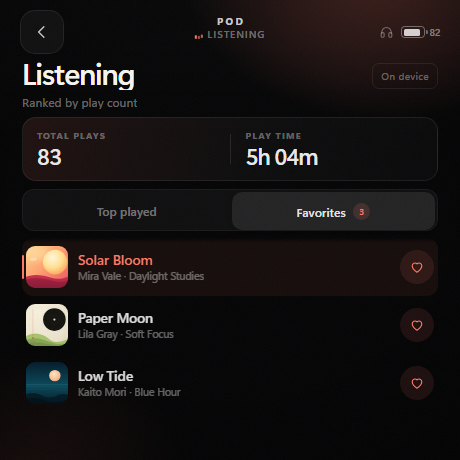 POD
LISTENING
82
Listening
On device
Ranked by play count
TOTAL PLAYS
PLAY TIME
83
5h 04m
Top played
Favorites 3
Solar Bloom
Mira Vale · Daylight Studies
Paper Moon
Lila Gray · Soft Focus
Low Tide
Kaito Mori · Blue Hour